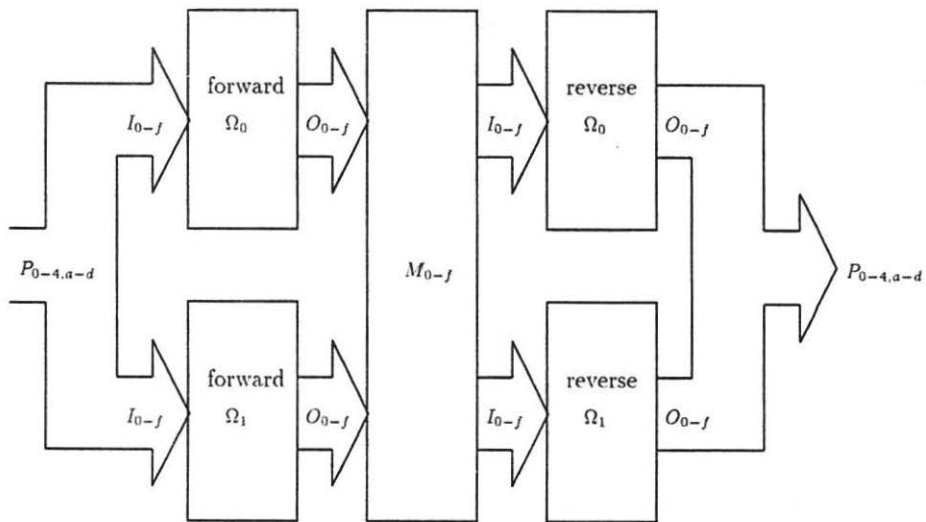 forward reverse
I₀₋f Ω₀ O₀₋f I₀₋f Ω₀ O₀₋f
P₀₋₄,ₐ₋d M₀₋f P₀₋₄,ₐ₋d
forward reverse
I₀₋f Ω₁ O₀₋f I₀₋f Ω₁ O₀₋f